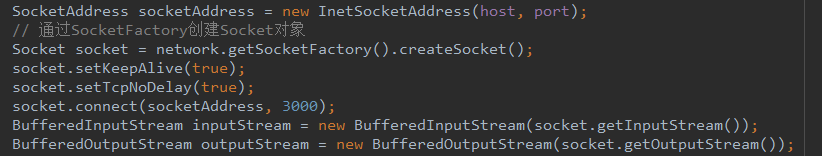 SocketAddress socketAddress = new InetSocketAddress(host, port);
// 通过SocketFactory创建Socket对象
Socket socket = network.getSocketFactory().createSocket();
socket.setKeepAlive(true);
socket.setTcpNoDelay(true);
socket.connect(socketAddress, 3000);
BufferedInputStream inputStream = new BufferedInputStream(socket.getInputStream());
BufferedOutputStream outputStream = new BufferedOutputStream(socket.getOutputStream());